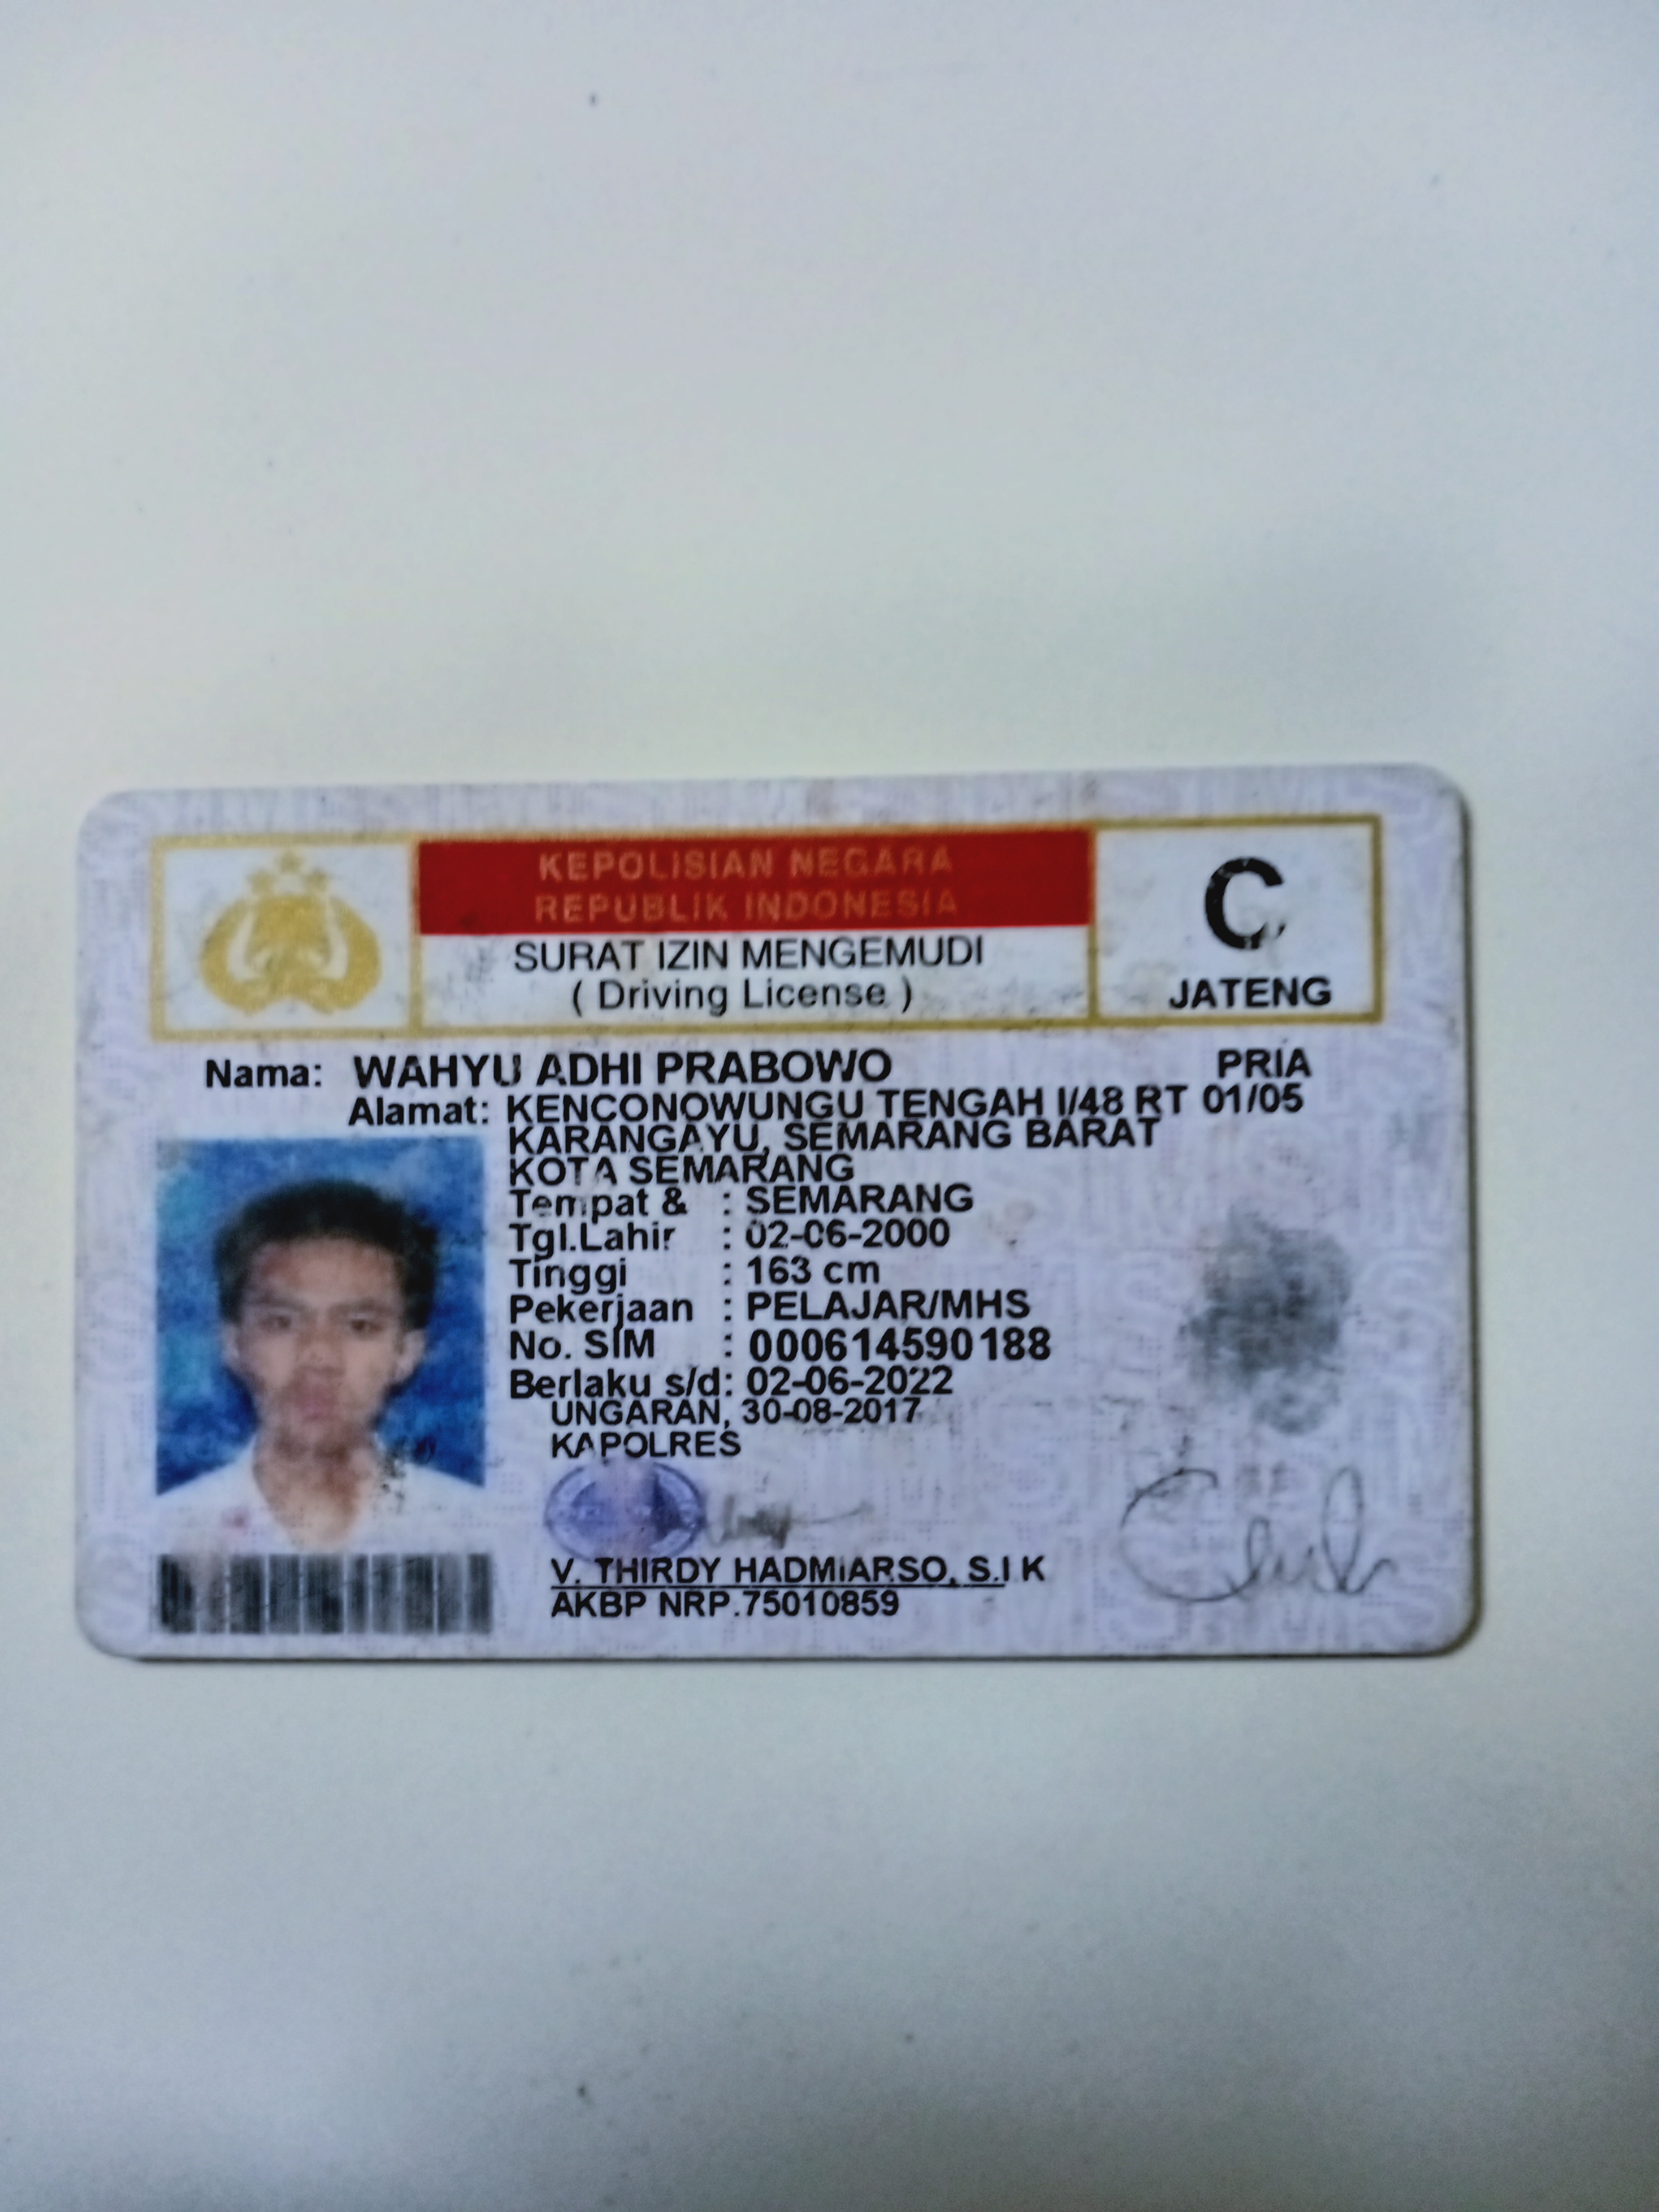 KEPOLISIAN NEGARA
REPUBLIK INDONESIA
SURAT IZIN MENGEMUDI
( Driving License )
C
JATENG
Nama: WAHYU ADHI PRABOWO PRIA
Alamat: KENCONOWUNGU TENGAH I/48 RT 01/05
KARANGAYU, SEMARANG BARAT
KOTA SEMARANG
Tempat & : SEMARANG
Tgl.Lahir : 02-06-2000
Tinggi : 163 cm
Pekerjaan : PELAJAR/MHS
No. SIM : 000614590188
Berlaku s/d: 02-06-2022
UNGARAN, 30-08-2017
KAPOLRES
V. THIRDY HADMIARSO, S.I K
AKBP NRP.75010859